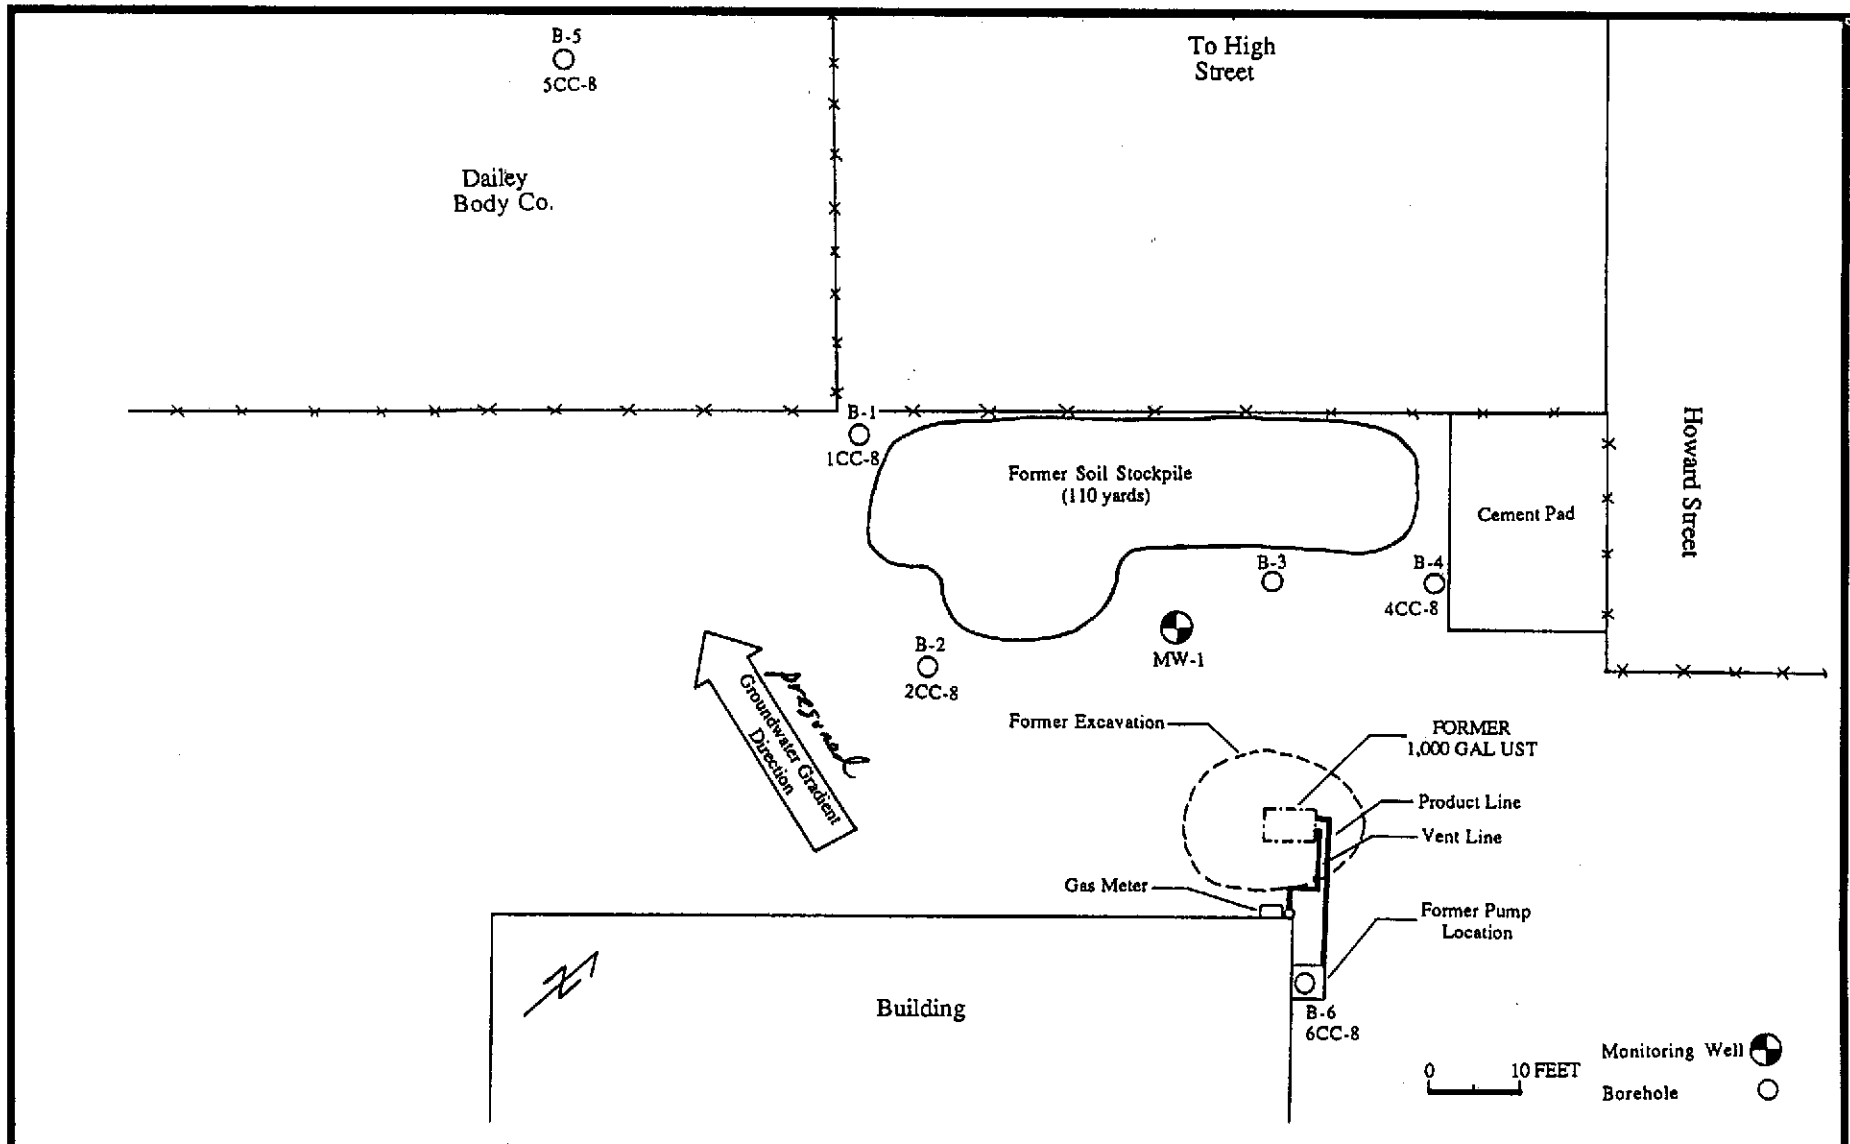 B-5
5CC-8
To High
Street
Dailey
Body Co.
B-1
1CC-8
Former Soil Stockpile
(110 yards)
Cement Pad
Howard Street
B-3
B-4
4CC-8
MW-1
B-2
2CC-8
presumed
Groundwater Gradient
Direction
Former Excavation
FORMER
1,000 GAL UST
Product Line
Vent Line
Gas Meter
Former Pump
Location
N
Building
B-6
6CC-8
0 10 FEET
Monitoring Well
Borehole